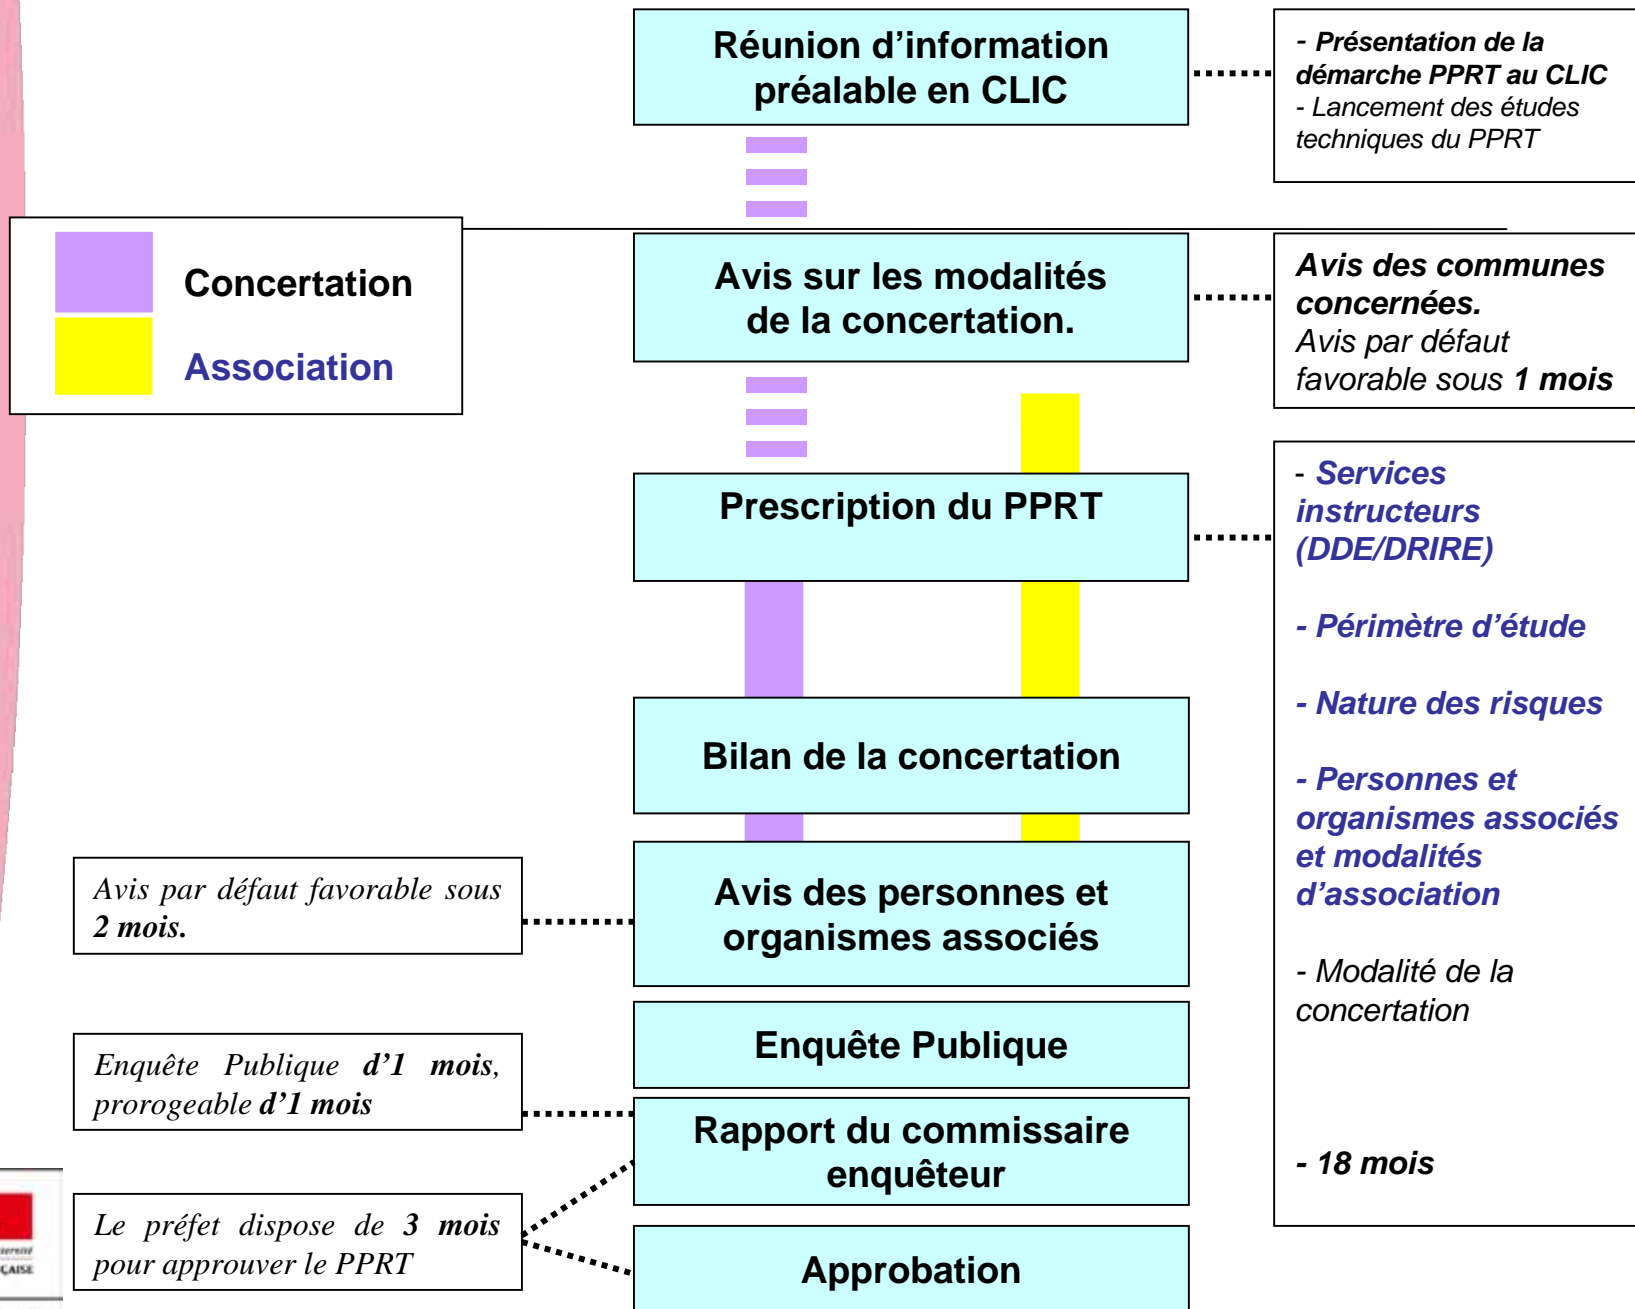 Réunion d’information
préalable en CLIC
- Présentation de la
démarche PPRT au CLIC
- Lancement des études
techniques du PPRT
Concertation
Association
Avis sur les modalités
de la concertation.
Avis des communes
concernées.
Avis par défaut
favorable sous 1 mois
Prescription du PPRT
- Services
instructeurs
(DDE/DRIRE)
- Périmètre d’étude
- Nature des risques
- Personnes et
organismes associés
et modalités
d’association
- Modalité de la
concertation
- 18 mois
Bilan de la concertation
Avis par défaut favorable sous
2 mois.
Avis des personnes et
organismes associés
Enquête Publique
Enquête Publique d’1 mois,
prorogeable d’1 mois
Rapport du commissaire
enquêteur
Le préfet dispose de 3 mois
pour approuver le PPRT
Approbation